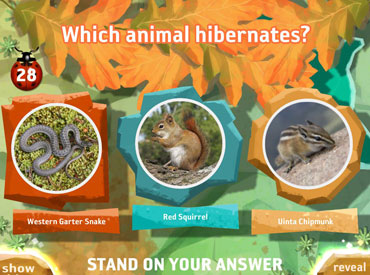 Which animal hibernates?
28
Western Garter Snake
Red Squirrel
Uinta Chipmunk
show
STAND ON YOUR ANSWER
reveal